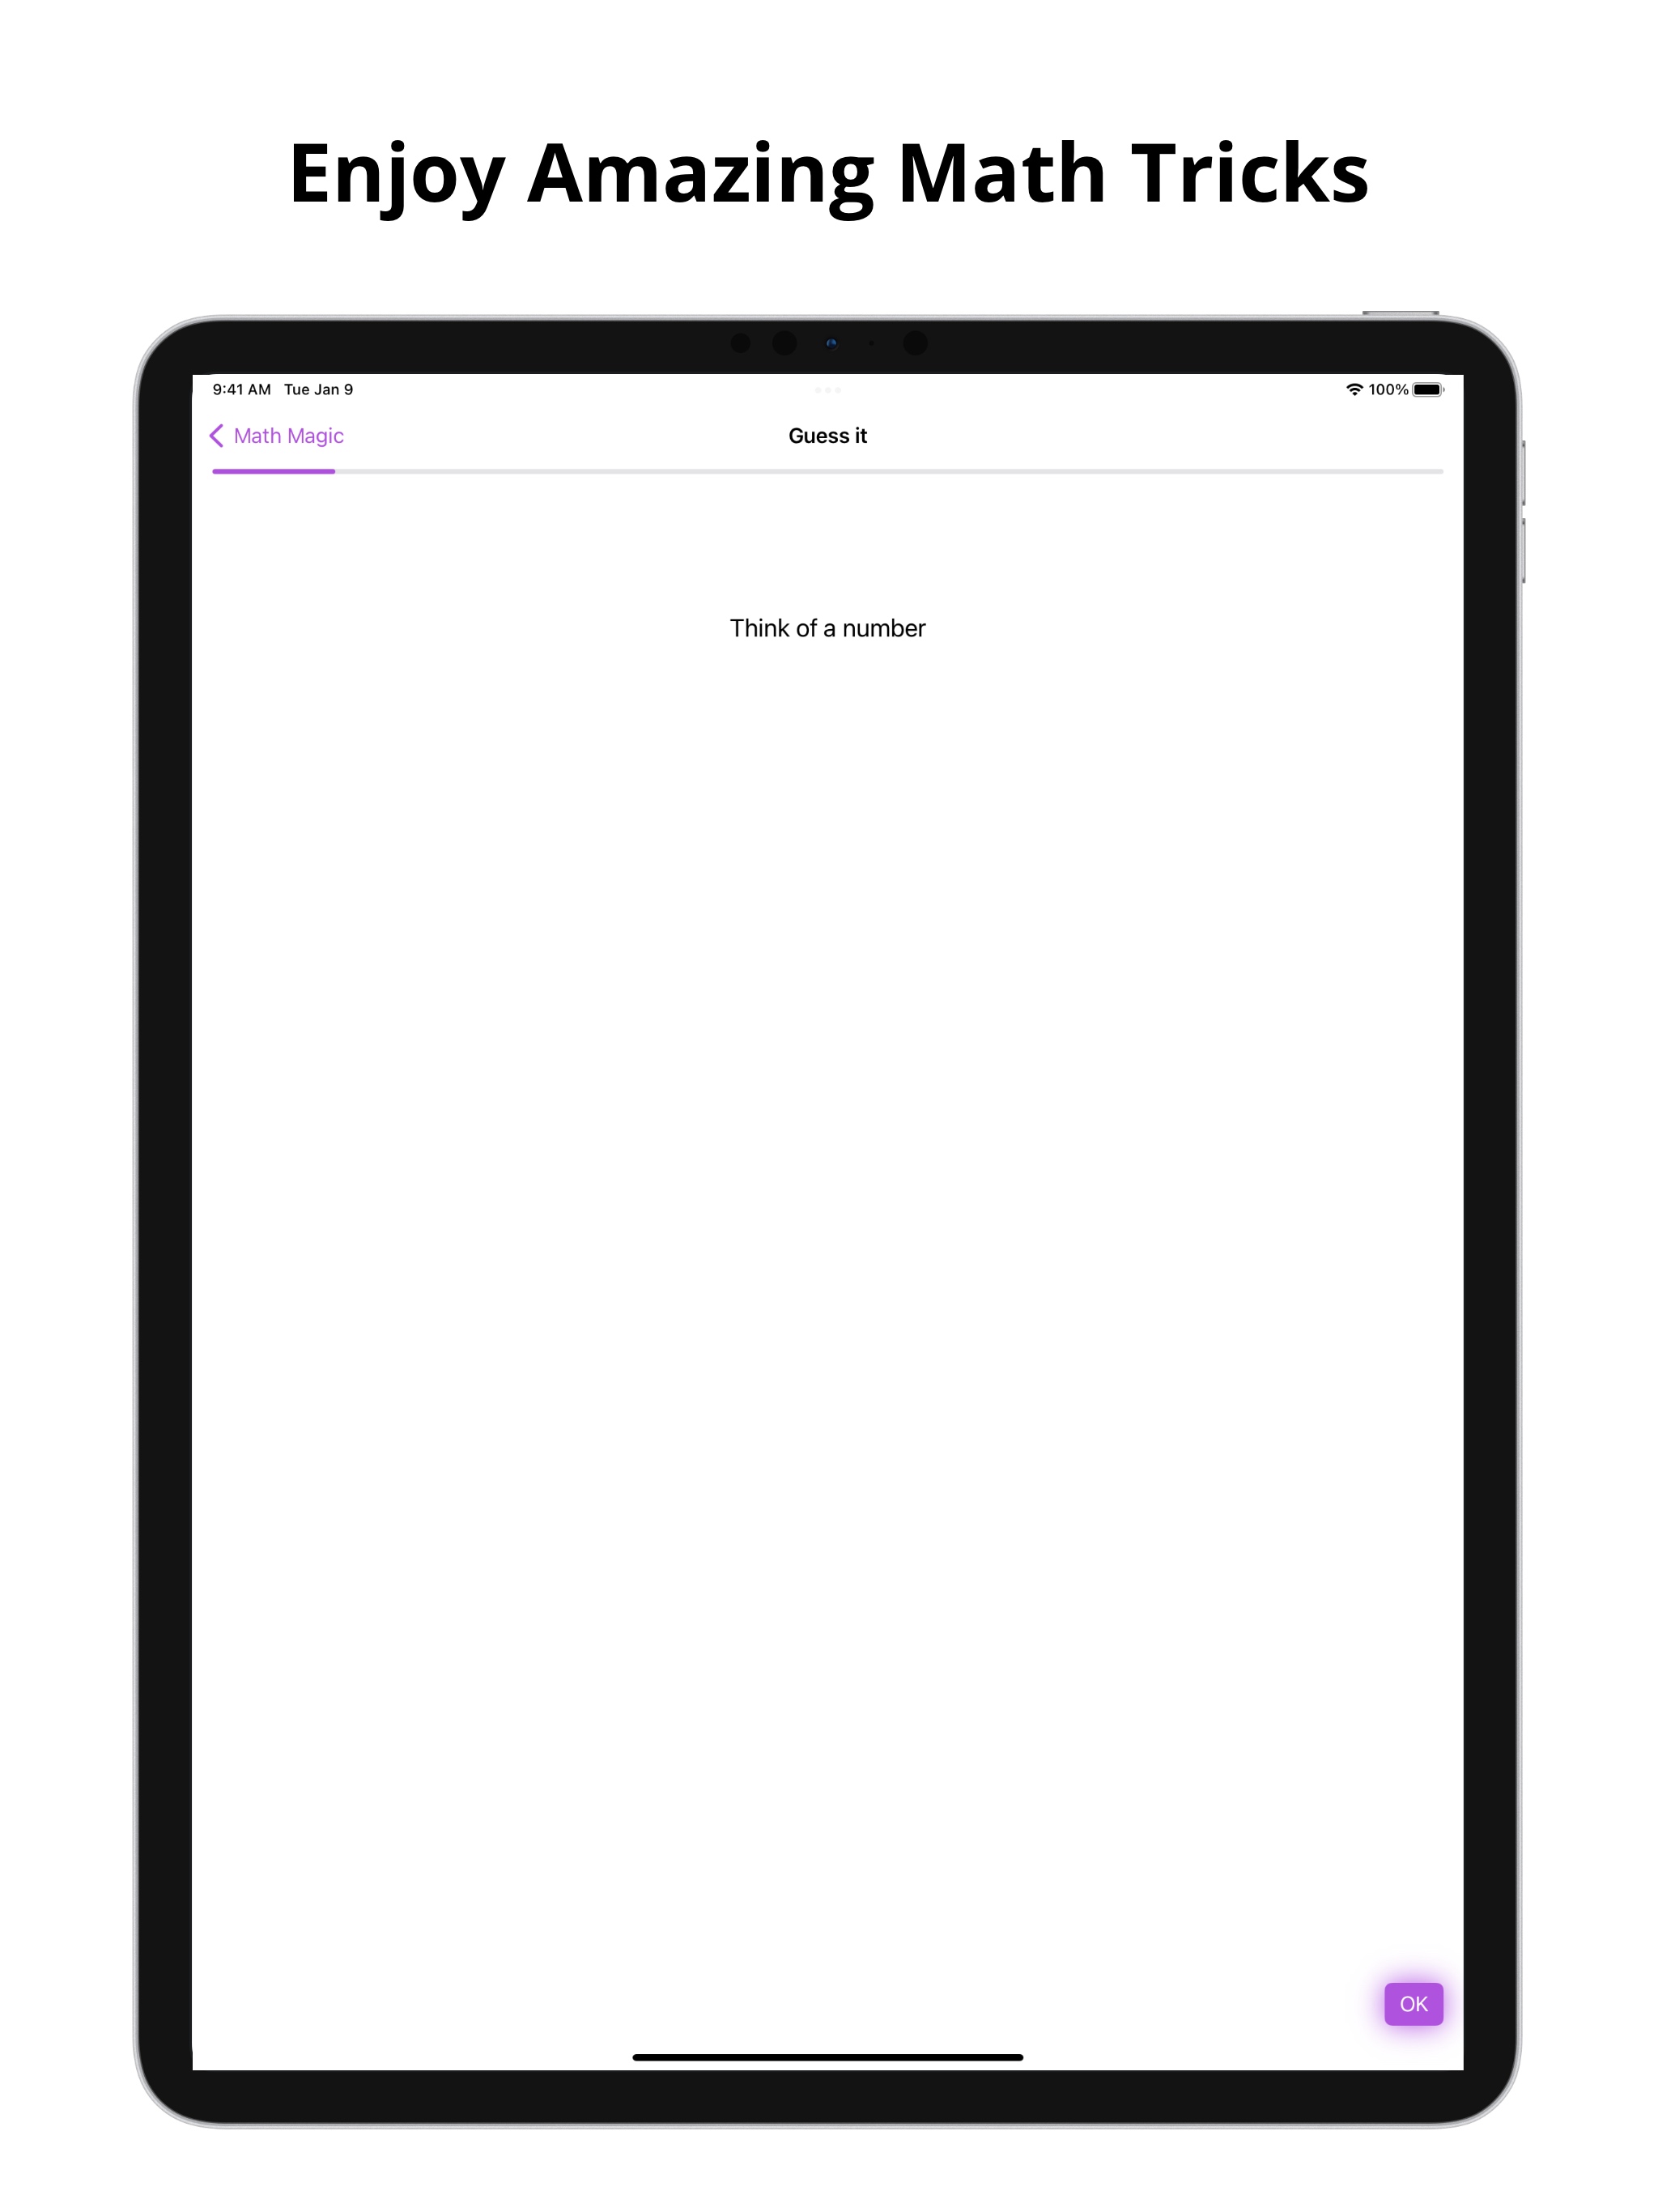 Enjoy Amazing Math Tricks
9:41 AM Tue Jan 9
100%
Math Magic
Guess it
Think of a number
OK